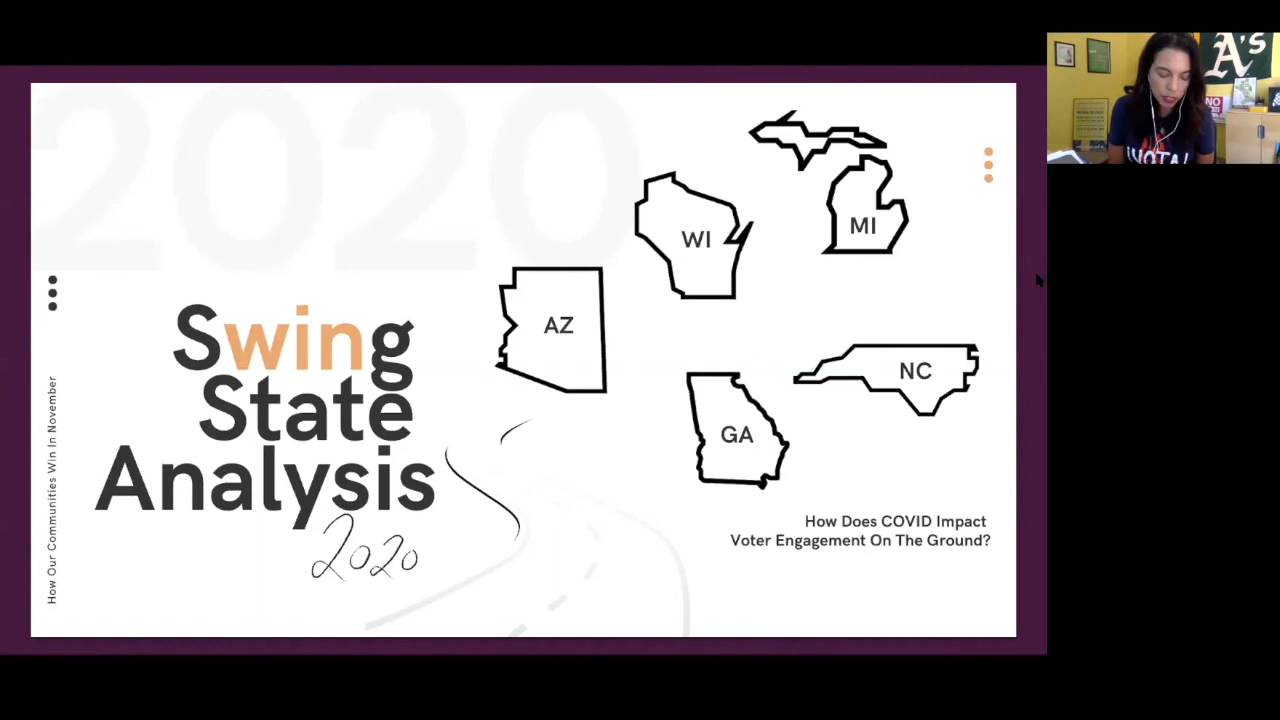 2020
Swing
State
Analysis
2020
How Our Communities Win In November
WI
MI
AZ
NC
GA
How Does COVID Impact
Voter Engagement On The Ground?
A's
NO